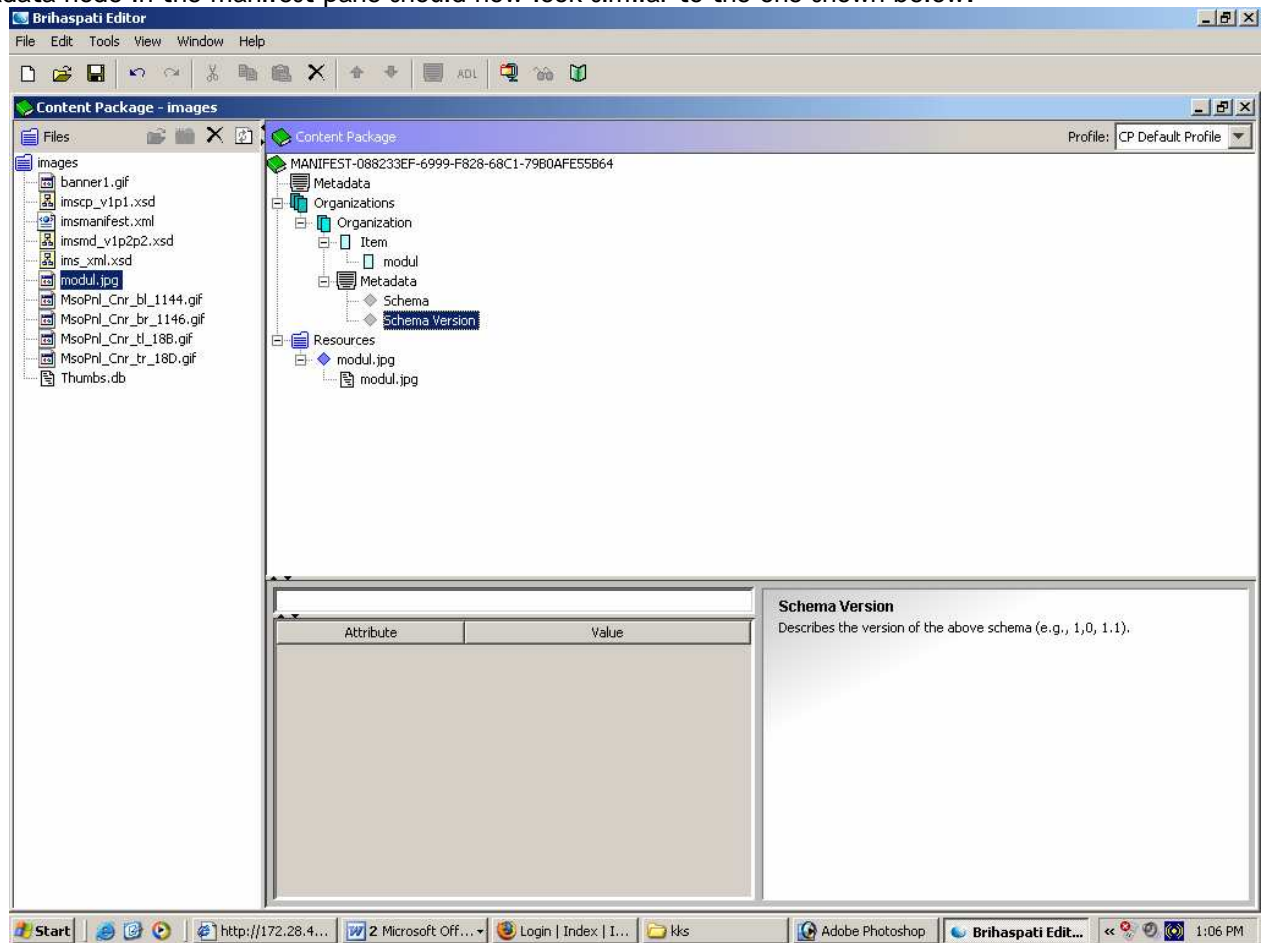 data node in the manifest pane should now look similar to the one shown below.
Brihaspati Editor
File Edit Tools View Window Help
ADL
Content Package - images
Files
Content Package
Profile: CP Default Profile
images
banner1.gif
imscp_v1p1.xsd
imsmanifest.xml
imsmd_v1p2p2.xsd
ims_xml.xsd
modul.jpg
MsoPnl_Cnr_bl_1144.gif
MsoPnl_Cnr_br_1146.gif
MsoPnl_Cnr_tl_18B.gif
MsoPnl_Cnr_tr_18D.gif
Thumbs.db
MANIFEST-088233EF-6999-F828-68C1-79B0AFE55B64
Metadata
Organizations
Organization
Item
modul
Metadata
Schema
Schema Version
Resources
modul.jpg
modul.jpg
Attribute Value
Schema Version
Describes the version of the above schema (e.g., 1,0, 1.1).
Start http://172.28.4... 2 Microsoft Off... Login | Index | I... kks Adobe Photoshop Brihaspati Edit... « 1:06 PM